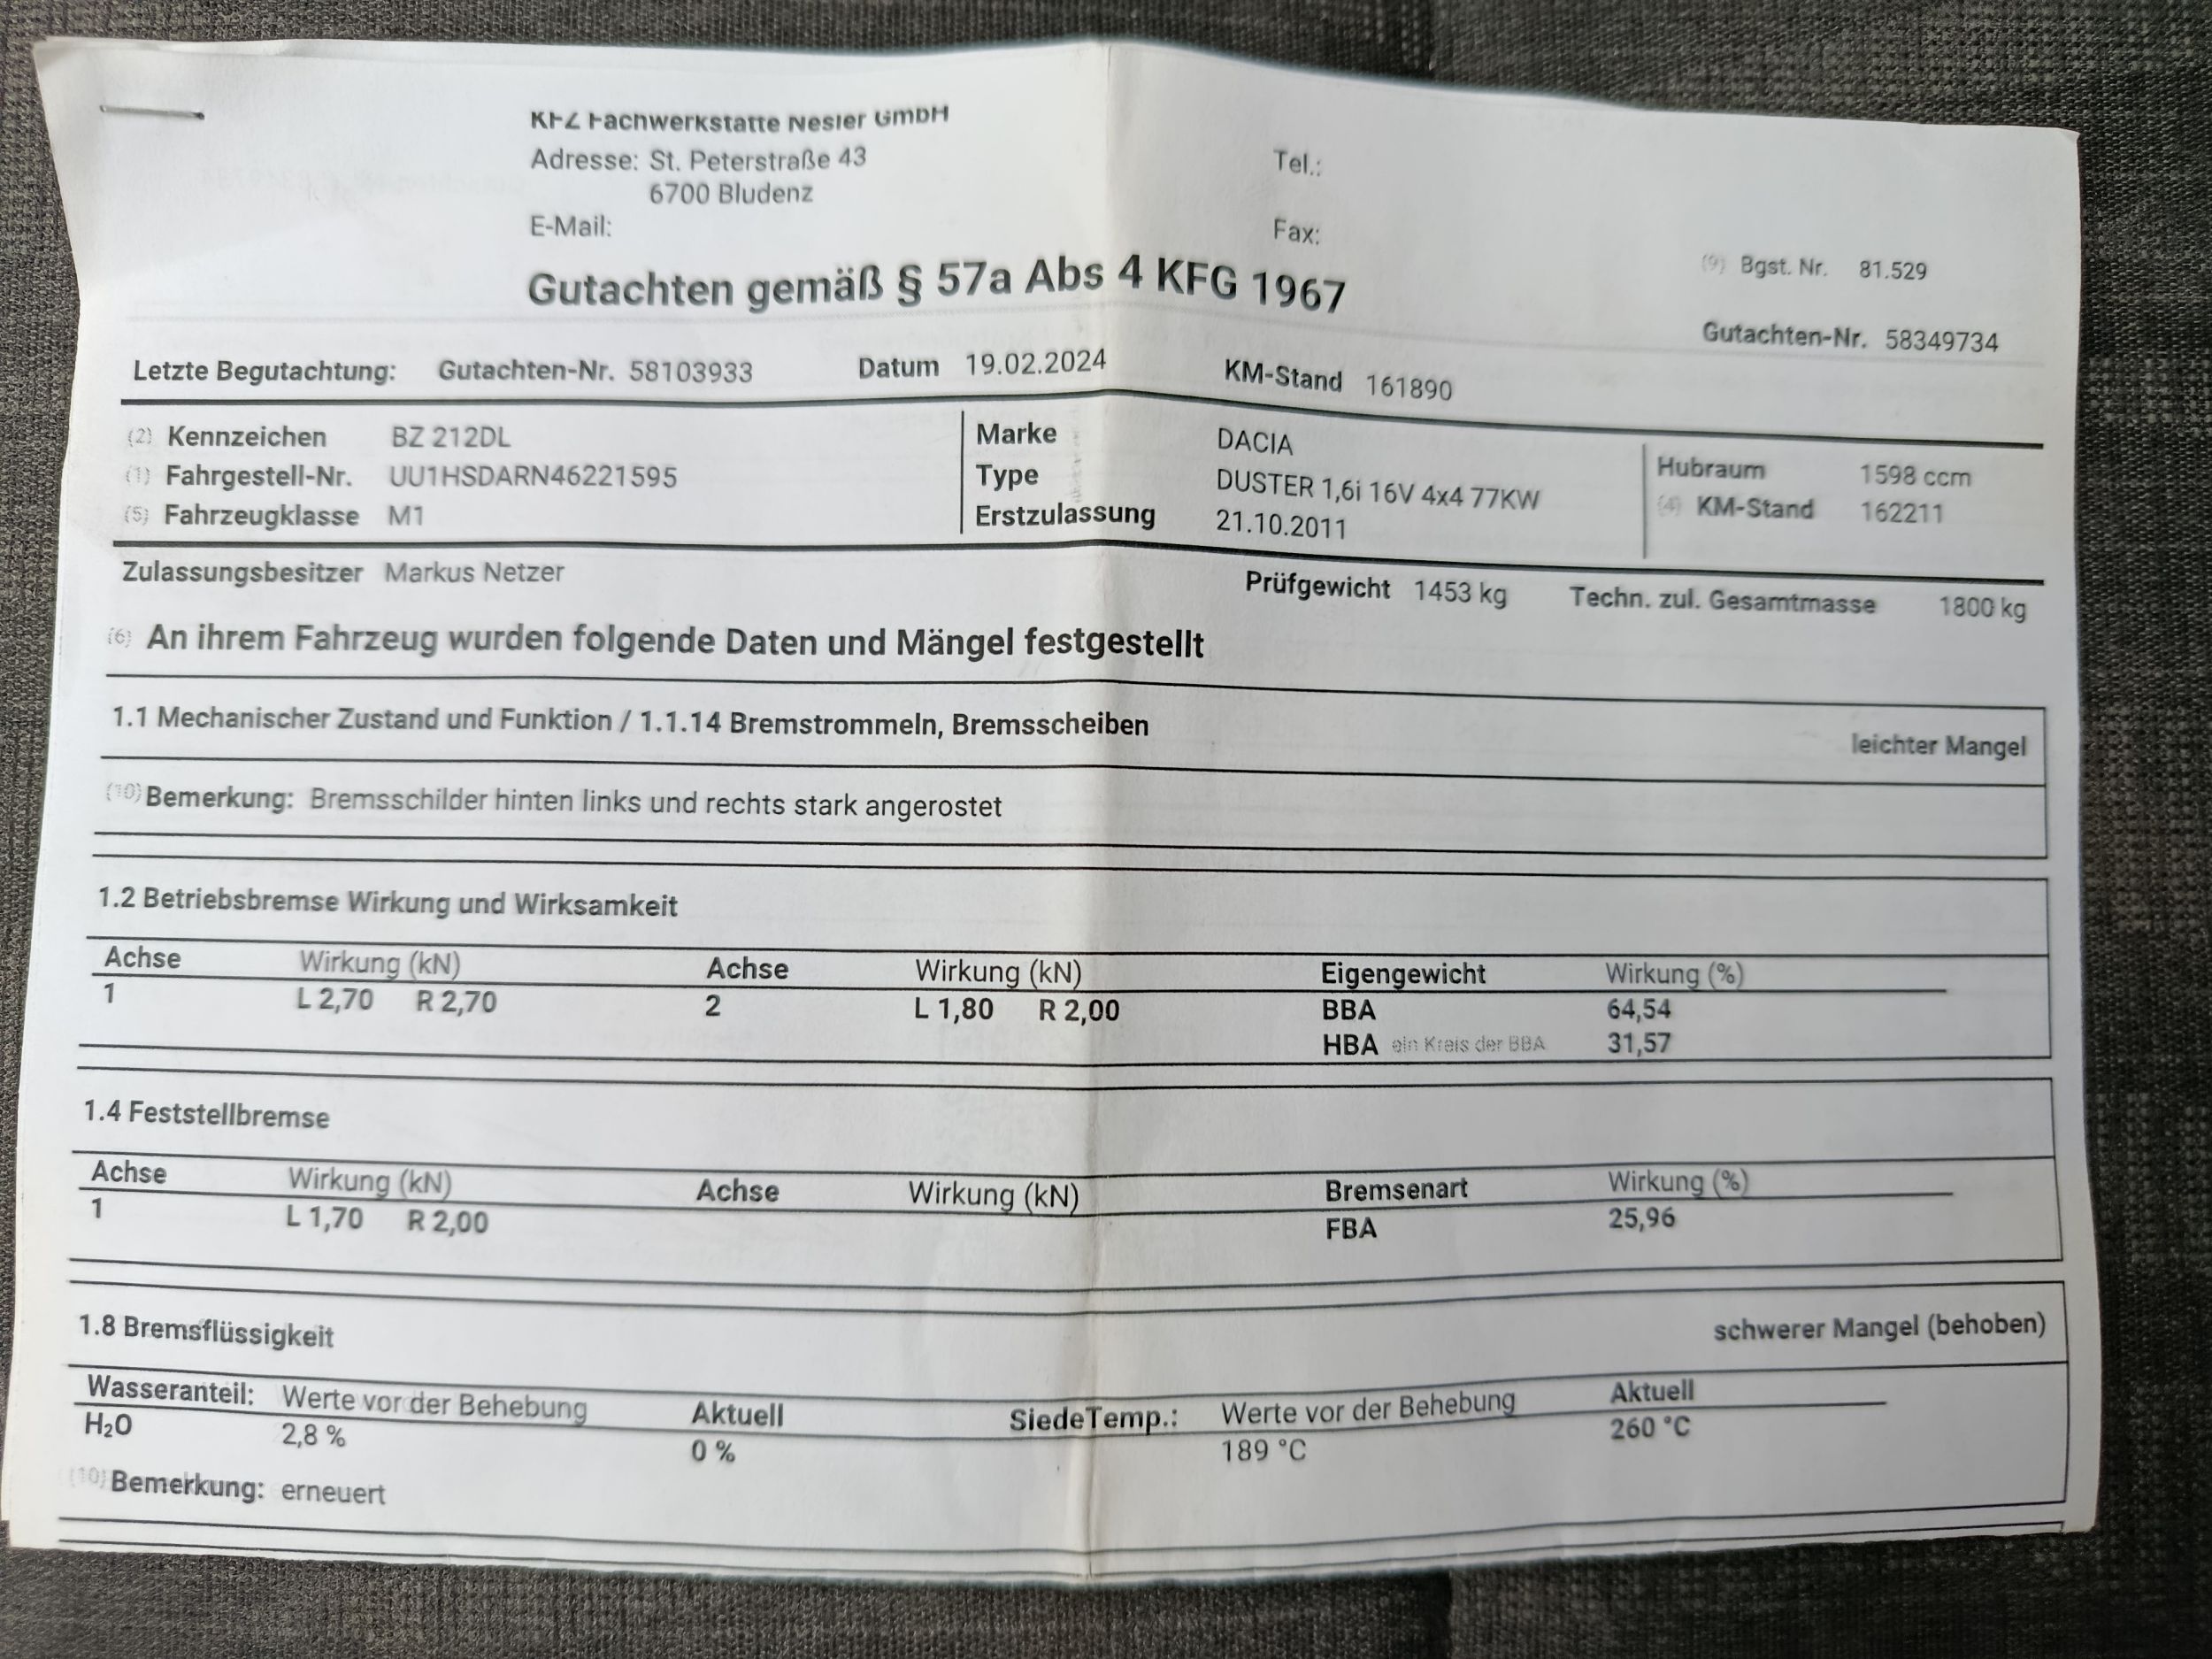 KFZ Fachwerkstätte Nesler GmbH
Adresse: St. Peterstraße 43
6700 Bludenz
Tel.:
E-Mail:
Fax:
Gutachten gemäß § 57a Abs 4 KFG 1967
(9) Bgst. Nr. 81.529
Gutachten-Nr. 58349734
Letzte Begutachtung: Gutachten-Nr. 58103933 Datum 19.02.2024 KM-Stand 161890
(2) Kennzeichen BZ 212DL Marke DACIA Hubraum 1598 ccm
(1) Fahrgestell-Nr. UU1HSDARN46221595 Type DUSTER 1,6i 16V 4x4 77KW (4) KM-Stand 162211
(5) Fahrzeugklasse M1 Erstzulassung 21.10.2011
Zulassungsbesitzer Markus Netzer Prüfgewicht 1453 kg Techn. zul. Gesamtmasse 1800 kg
(6) An ihrem Fahrzeug wurden folgende Daten und Mängel festgestellt
1.1 Mechanischer Zustand und Funktion / 1.1.14 Bremstrommeln, Bremsscheiben leichter Mangel
(10) Bemerkung: Bremsschilder hinten links und rechts stark angerostet
1.2 Betriebsbremse Wirkung und Wirksamkeit
Achse Wirkung (kN) Achse Wirkung (kN) Eigengewicht Wirkung (%)
1 L 2,70 R 2,70 2 L 1,80 R 2,00 BBA 64,54
HBA ein Kreis der BBA 31,57
1.4 Feststellbremse
Achse Wirkung (kN) Achse Wirkung (kN) Bremsenart Wirkung (%)
1 L 1,70 R 2,00 FBA 25,96
1.8 Bremsflüssigkeit schwerer Mangel (behoben)
Wasseranteil: Werte vor der Behebung Aktuell SiedeTemp.: Werte vor der Behebung Aktuell
H₂O 2,8 % 0 % 189 °C 260 °C
(10) Bemerkung: erneuert